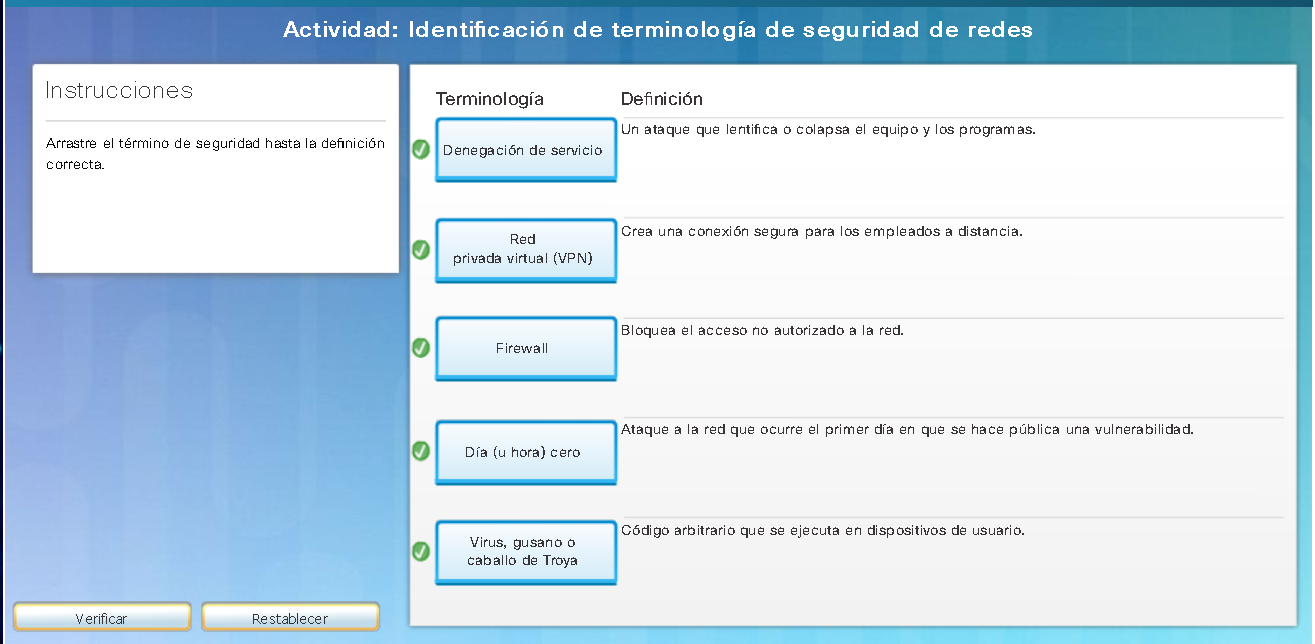 Actividad: Identificación de terminología de seguridad de redes
Instrucciones
Arrastre el término de seguridad hasta la definición
correcta.
Terminología Definición
Denegación de servicio
Un ataque que lentifica o colapsa el equipo y los programas.
Red
privada virtual (VPN)
Crea una conexión segura para los empleados a distancia.
Firewall
Bloquea el acceso no autorizado a la red.
Día (u hora) cero
Ataque a la red que ocurre el primer día en que se hace pública una vulnerabilidad.
Virus, gusano o
caballo de Troya
Código arbitrario que se ejecuta en dispositivos de usuario.
Verificar
Restablecer